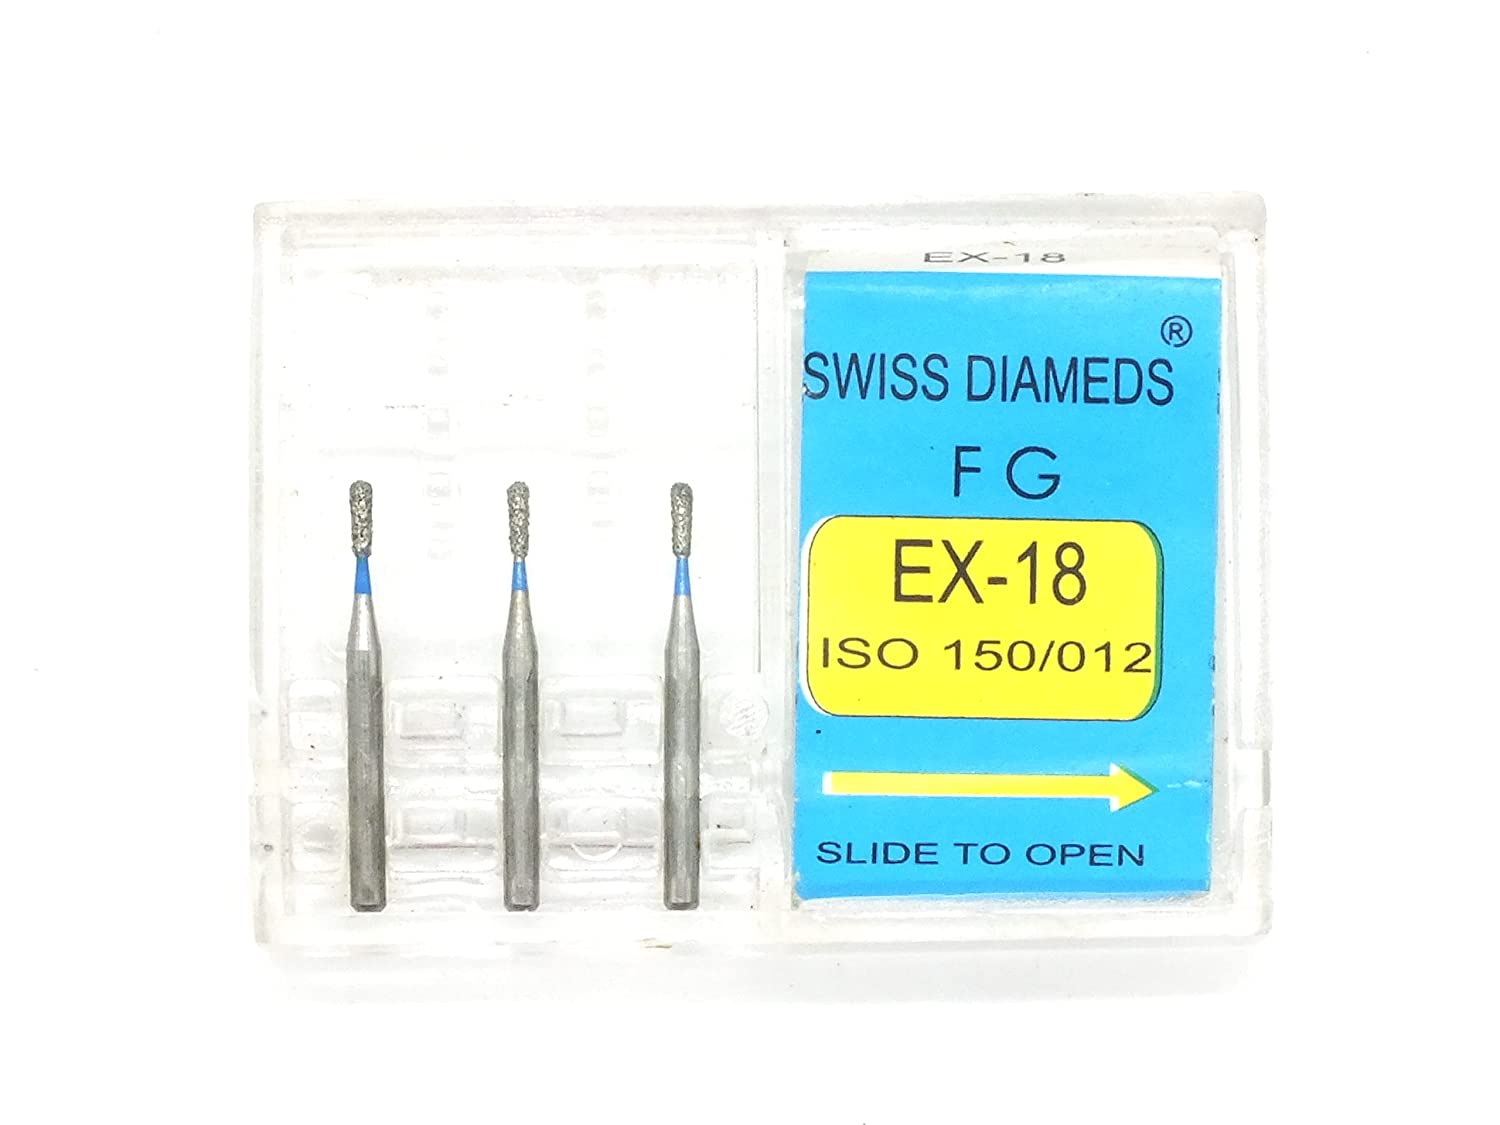 EX-18
SWISS DIAMEDS®
F G
EX-18
ISO 150/012
SLIDE TO OPEN